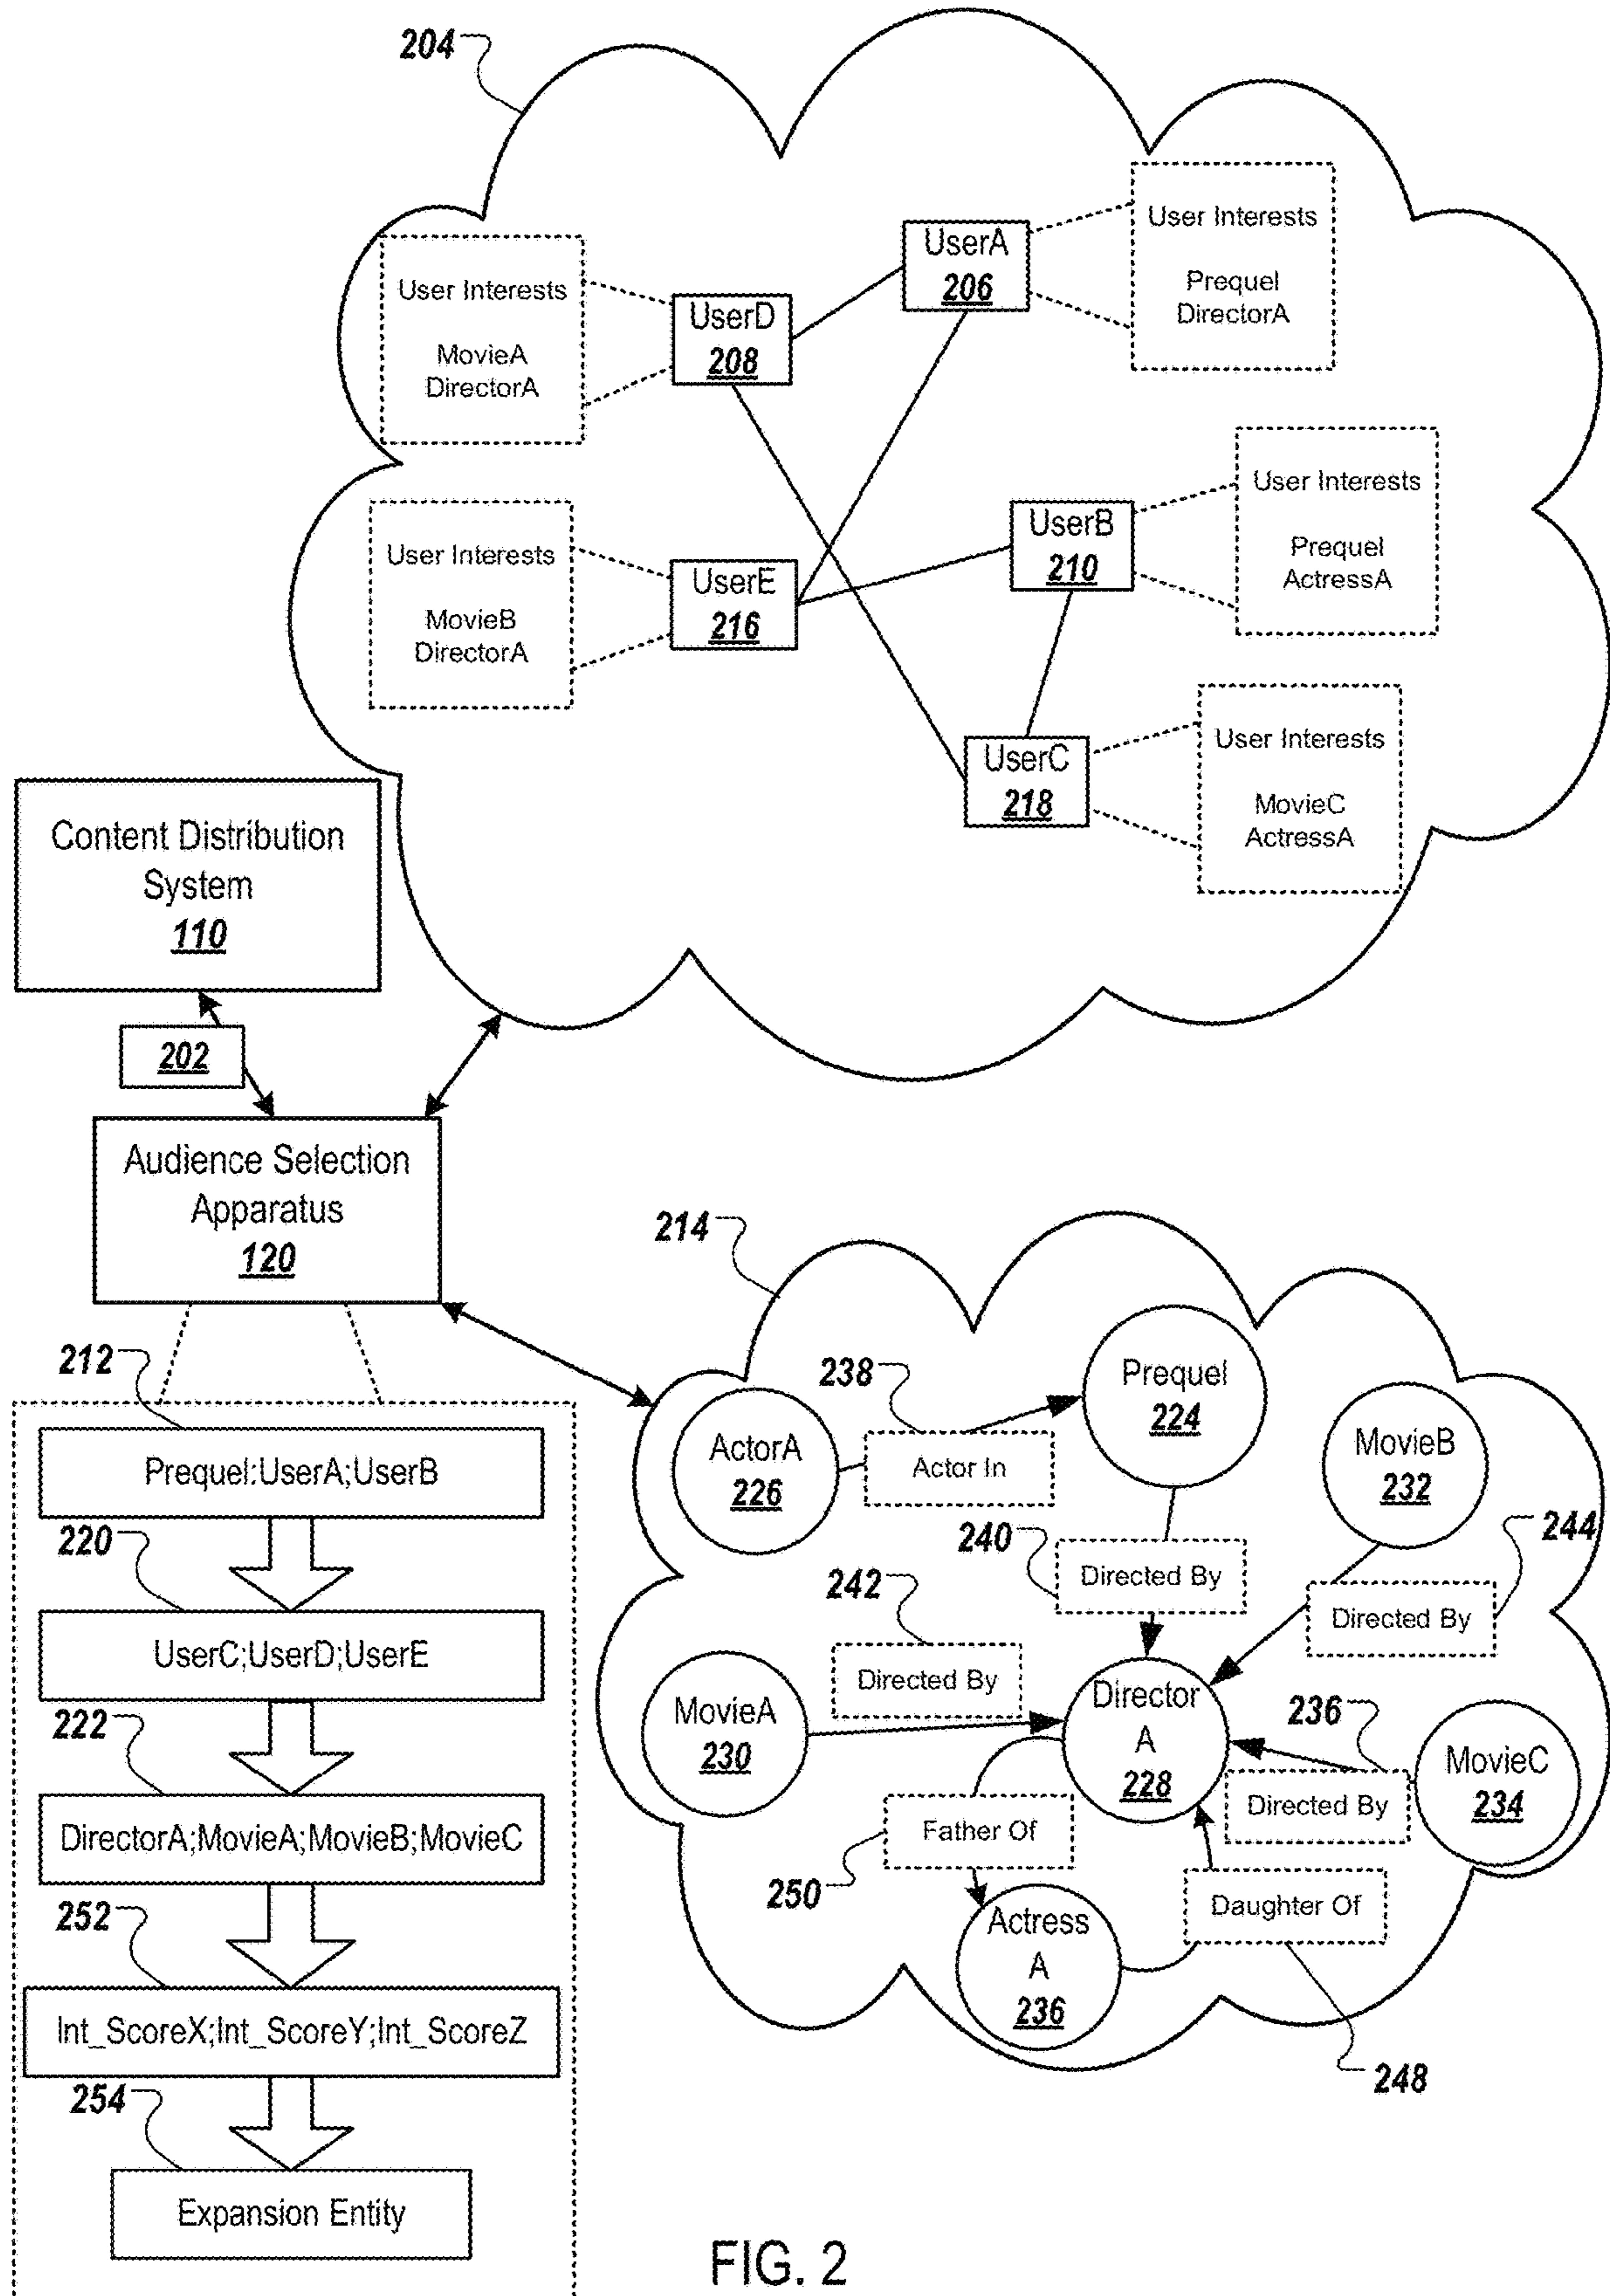 204
User Interests
Prequel
DirectorA
UserA
206
User Interests
MovieA
DirectorA
UserD
208
User Interests
Prequel
ActressA
UserB
210
User Interests
MovieB
DirectorA
UserE
216
User Interests
MovieC
ActressA
UserC
218
Content Distribution
System
110
202
Audience Selection
Apparatus
120
212
Prequel:UserA;UserB
220
UserC;UserD;UserE
222
DirectorA;MovieA;MovieB;MovieC
252
Int_ScoreX;Int_ScoreY;Int_ScoreZ
254
Expansion Entity
214
238
Prequel
224
ActorA
226
Actor In
MovieB
232
240
Directed By
244
Directed By
242
Directed By
MovieA
230
Director
A
228
236
MovieC
234
Directed By
Father Of
250
Daughter Of
Actress
A
236
248
FIG. 2